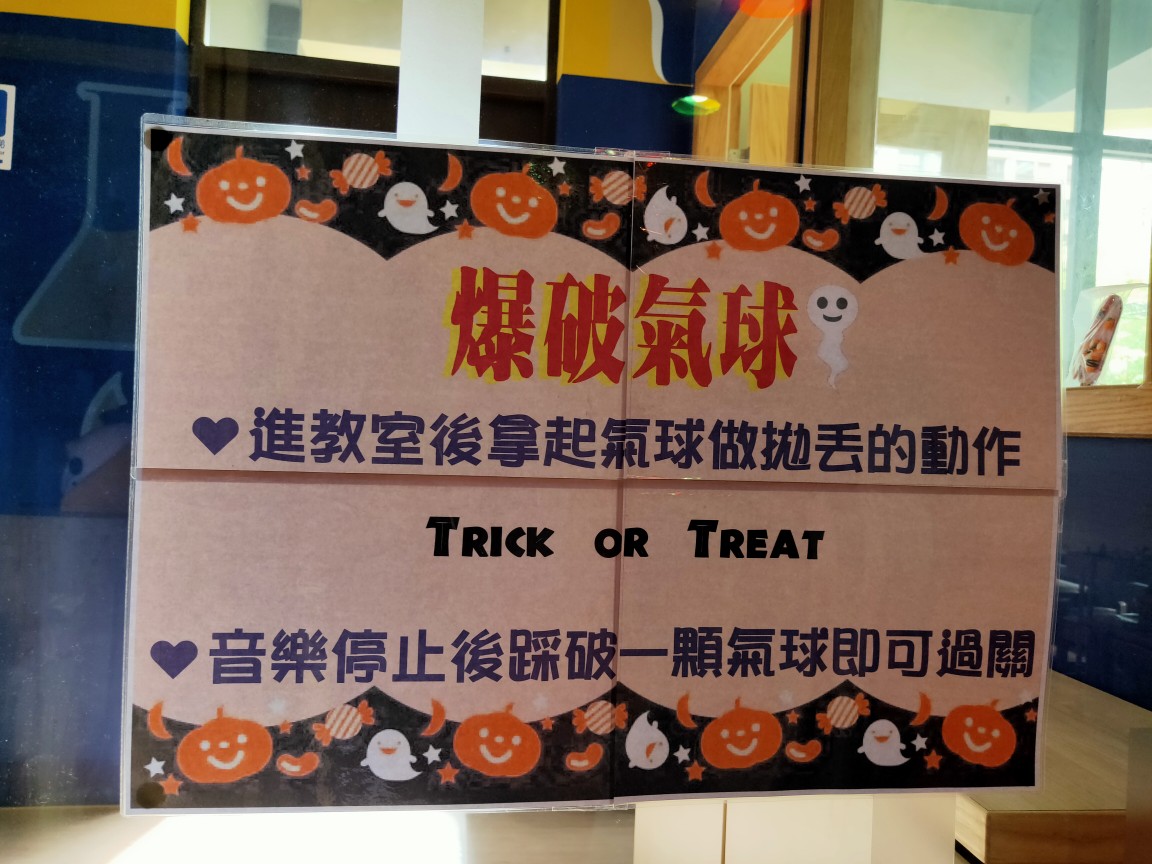 爆破氣球
♥進教室後拿起氣球做拋丟的動作
TRICK OR TREAT
♥音樂停止後踩破一顆氣球即可過關